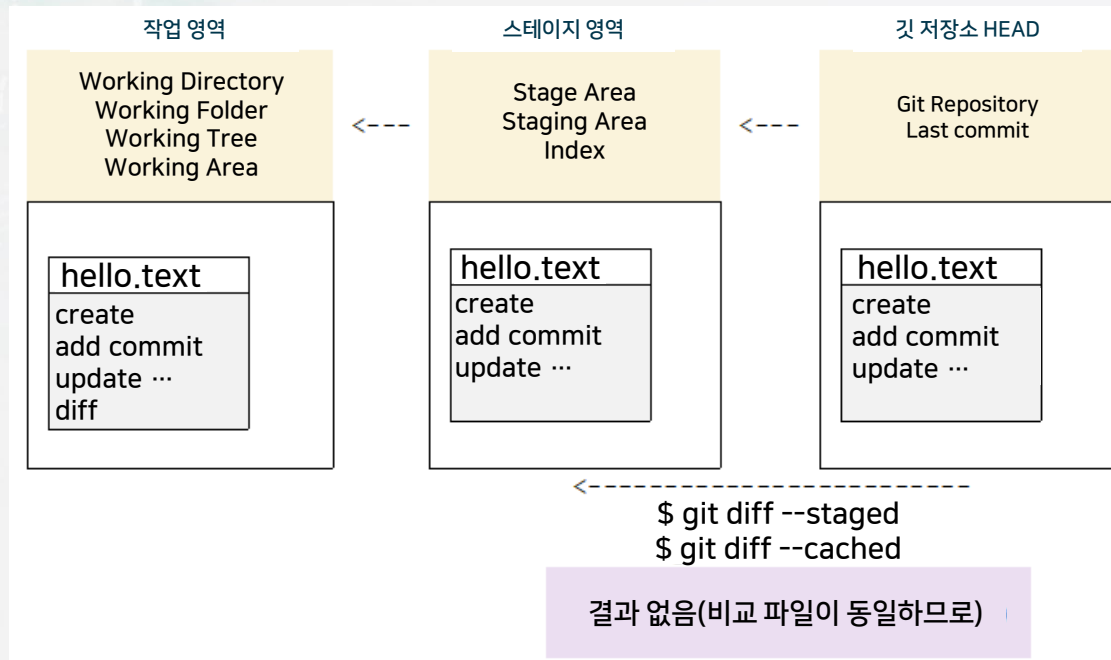 작업 영역
스테이지 영역
깃 저장소 HEAD
Working Directory
Working Folder
Working Tree
Working Area
<---
Stage Area
Staging Area
Index
<---
Git Repository
Last commit
hello.text
create
add commit
update ···
diff
hello.text
create
add commit
update ···
hello.text
create
add commit
update ···
<--------------------------
$ git diff --staged
$ git diff --cached
결과 없음(비교 파일이 동일하므로)